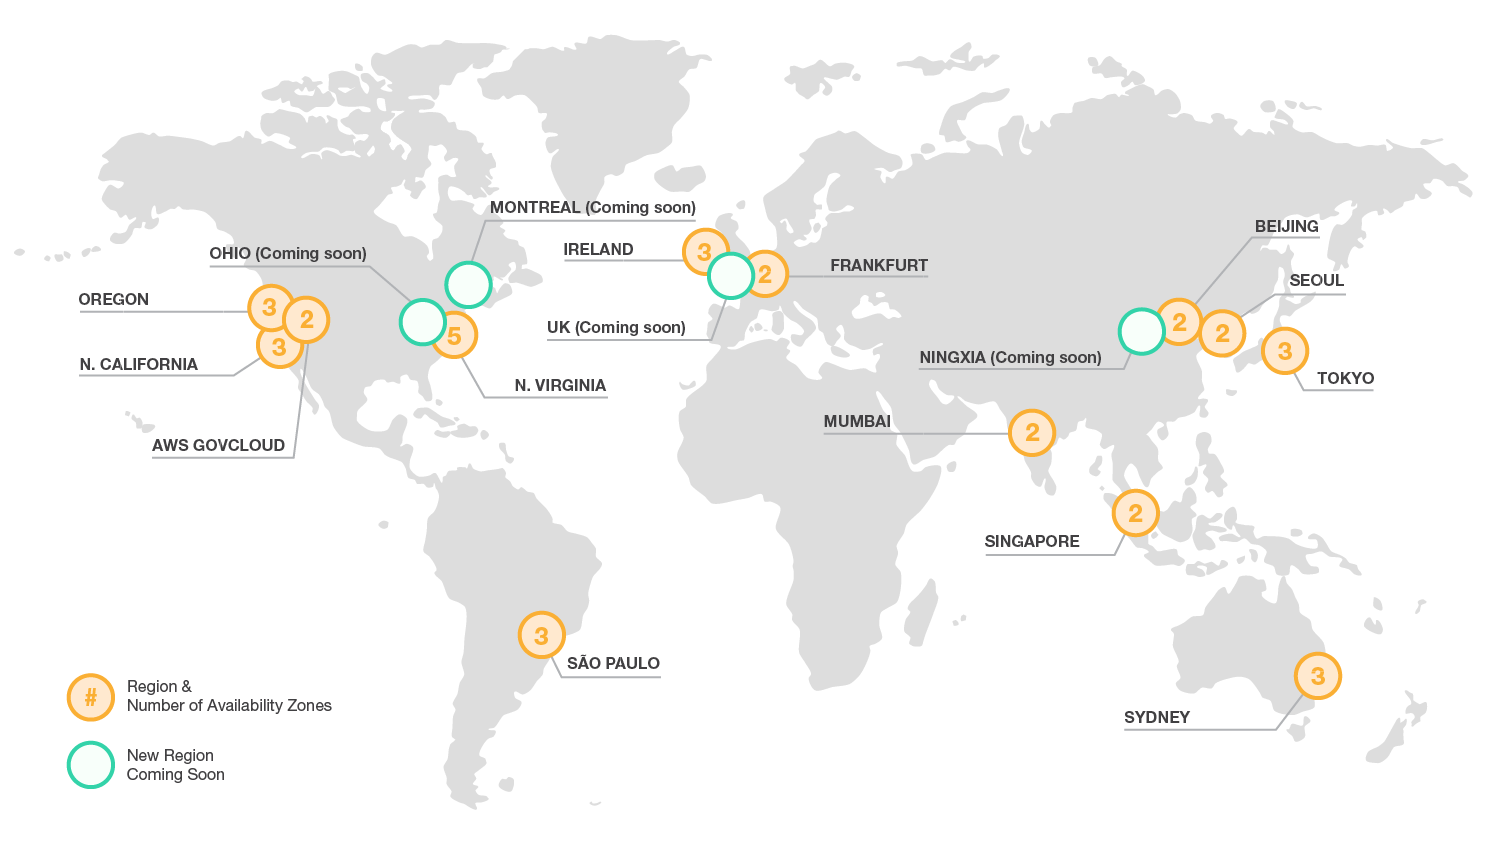 MONTREAL (Coming soon)
BEIJING
OHIO (Coming soon)
IRELAND
3
2
FRANKFURT
SEOUL
OREGON
3
2
5
UK (Coming soon)
2
2
N. CALIFORNIA
3
NINGXIA (Coming soon)
3
TOKYO
N. VIRGINIA
MUMBAI
2
AWS GOVCLOUD
2
SINGAPORE
3
SÃO PAULO
3
SYDNEY
#
Region &
Number of Availability Zones
New Region
Coming Soon